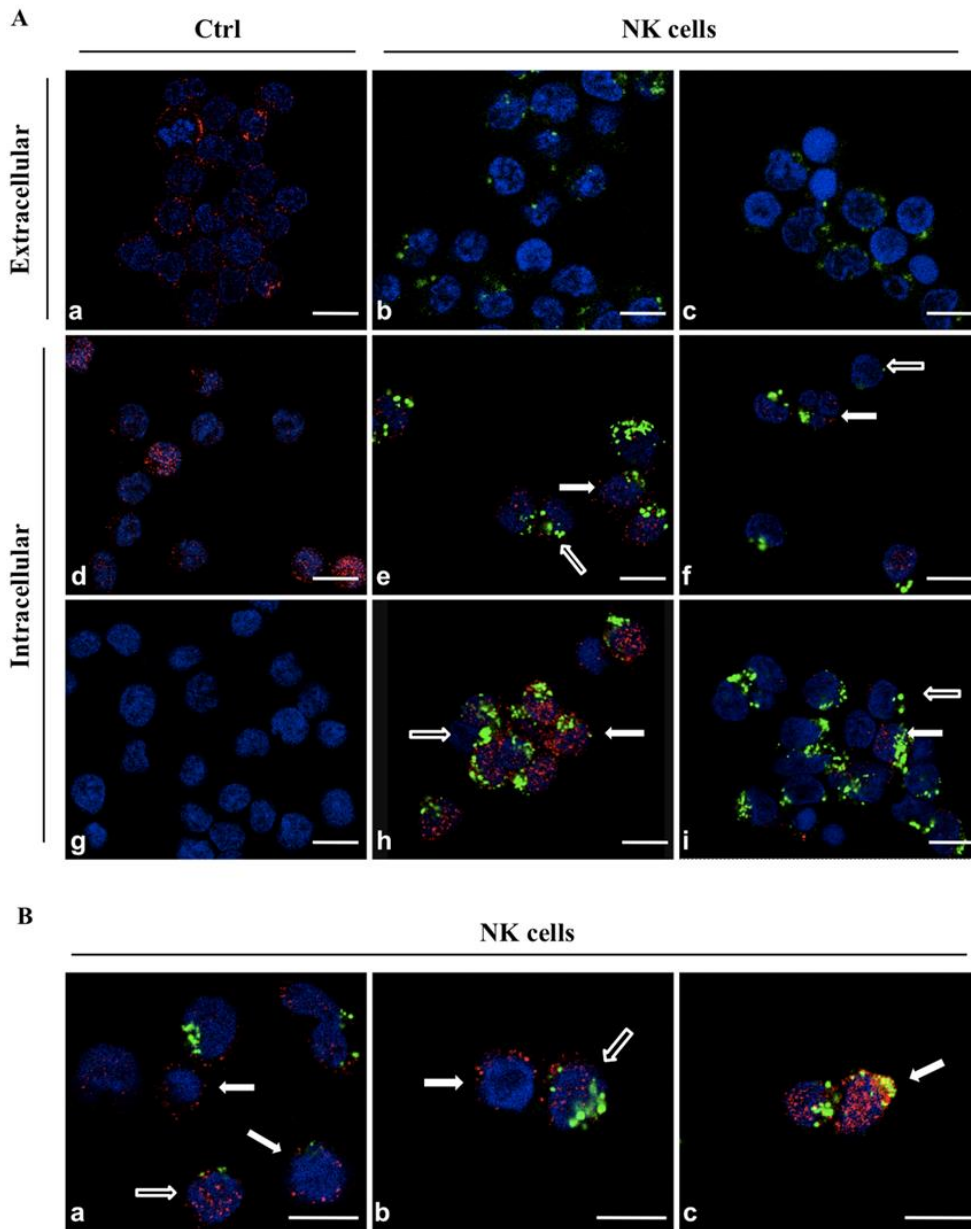 A
Ctrl
NK cells
Extracellular
a
b
c
Intracellular
d
e
f
g
h
i
B
NK cells
a
b
c